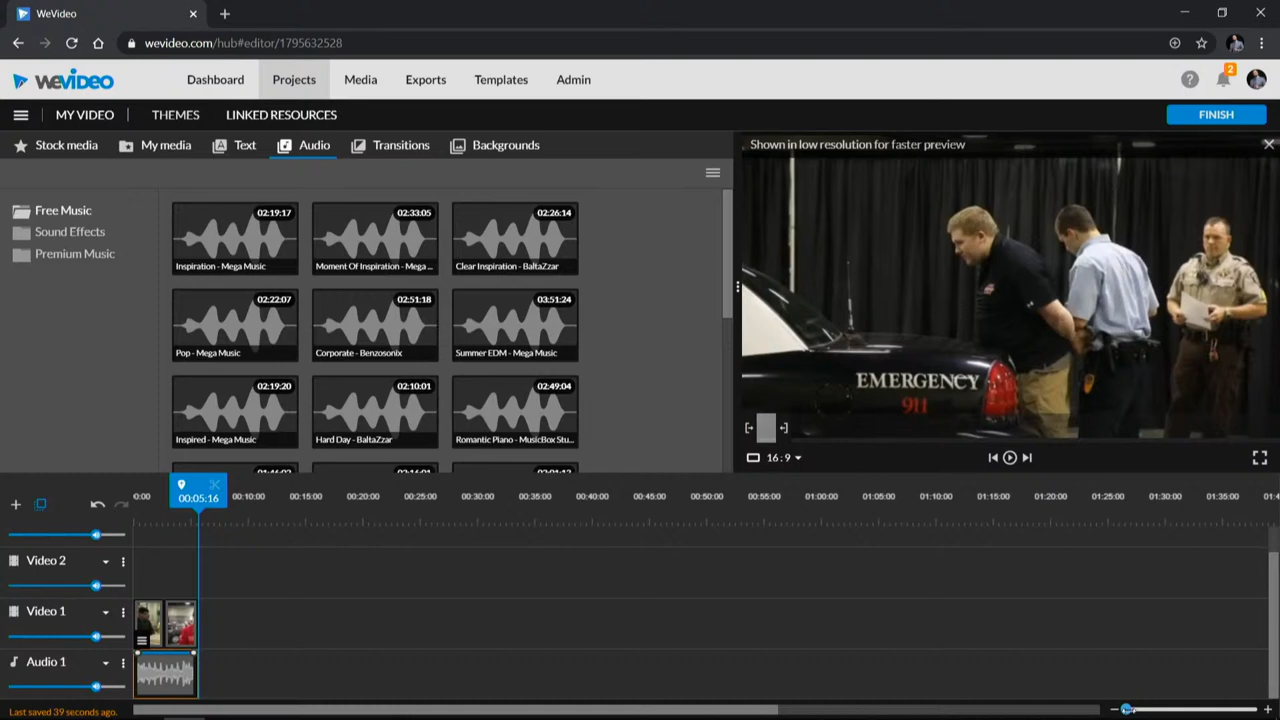 WeVideo
wevideo.com/hub#editor/1795632528
WEVIDEO
Dashboard
Projects
Media
Exports
Templates
Admin
2
MY VIDEO
THEMES
LINKED RESOURCES
FINISH
Stock media
My media
Text
Audio
Transitions
Backgrounds
Shown in low resolution for faster preview
Free Music
Sound Effects
Premium Music
02:19:17
Inspiration - Mega Music
02:33:05
Moment Of Inspiration - Mega ...
02:26:14
Clear Inspiration - BaltaZzar
02:22:07
Pop - Mega Music
02:51:18
Corporate - Benzosonix
03:51:24
Summer EDM - Mega Music
02:19:20
Inspired - Mega Music
02:10:01
Hard Day - BaltaZzar
02:49:04
Romantic Piano - MusicBox Stu...
EMERGENCY
911
16:9
00:05:16
0:00
00:10:00
00:15:00
00:20:00
00:25:00
00:30:00
00:35:00
00:40:00
00:45:00
00:50:00
00:55:00
01:00:00
01:05:00
01:10:00
01:15:00
01:20:00
01:25:00
01:30:00
01:35:00
Video 2
Video 1
Audio 1
Last saved 39 seconds ago.